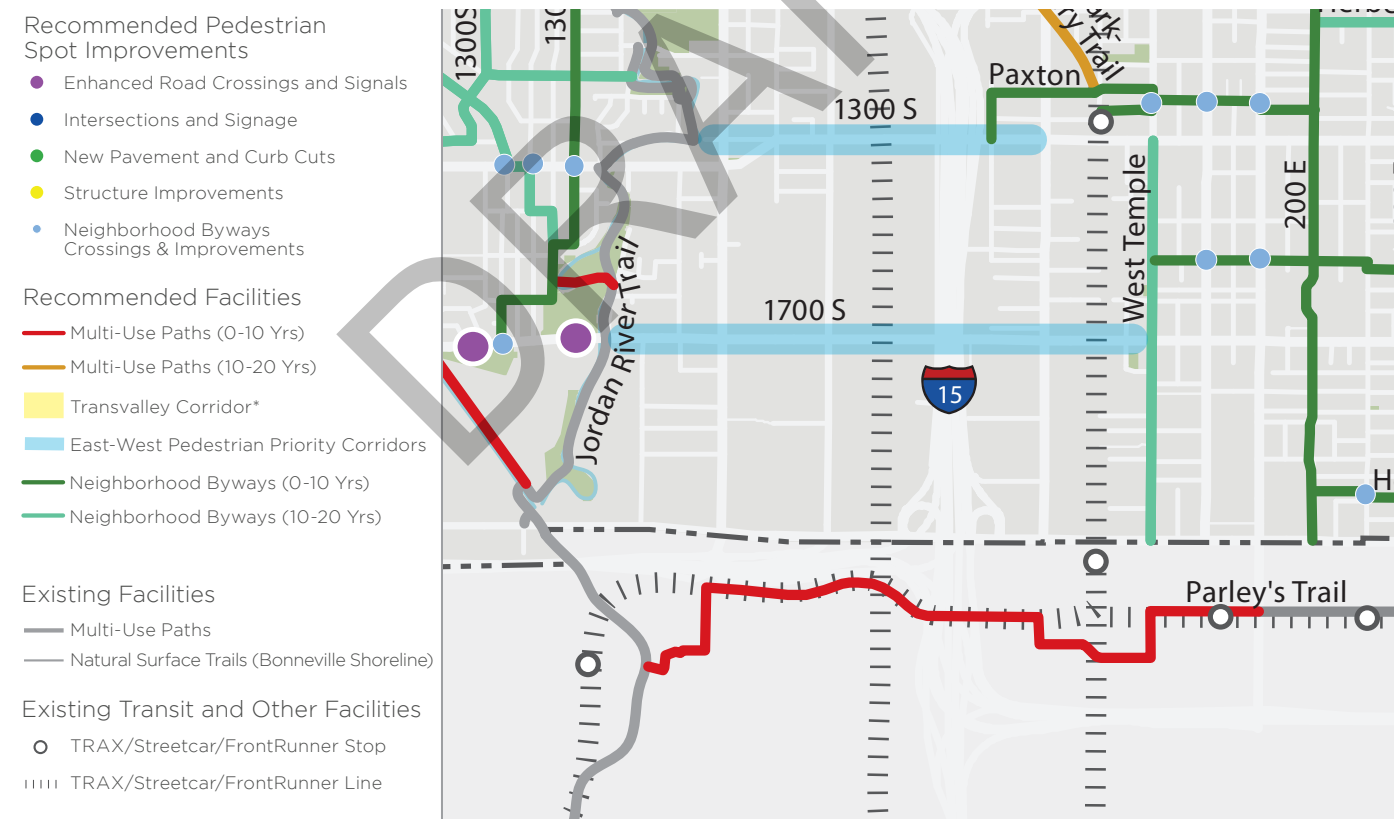 Recommended Pedestrian
Spot Improvements
Enhanced Road Crossings and Signals
Intersections and Signage
New Pavement and Curb Cuts
Structure Improvements
Neighborhood Byways
Crossings & Improvements
Recommended Facilities
Multi-Use Paths (0-10 Yrs)
Multi-Use Paths (10-20 Yrs)
Transvalley Corridor*
East-West Pedestrian Priority Corridors
Neighborhood Byways (0-10 Yrs)
Neighborhood Byways (10-20 Yrs)
Existing Facilities
Multi-Use Paths
Natural Surface Trails (Bonneville Shoreline)
Existing Transit and Other Facilities
TRAX/Streetcar/FrontRunner Stop
TRAX/Streetcar/FrontRunner Line
1300S
130
Paxton
Trail
1300 S
West Temple
200 E
Jordan River Trail
1700 S
15
H
Parley's Trail
DRAF